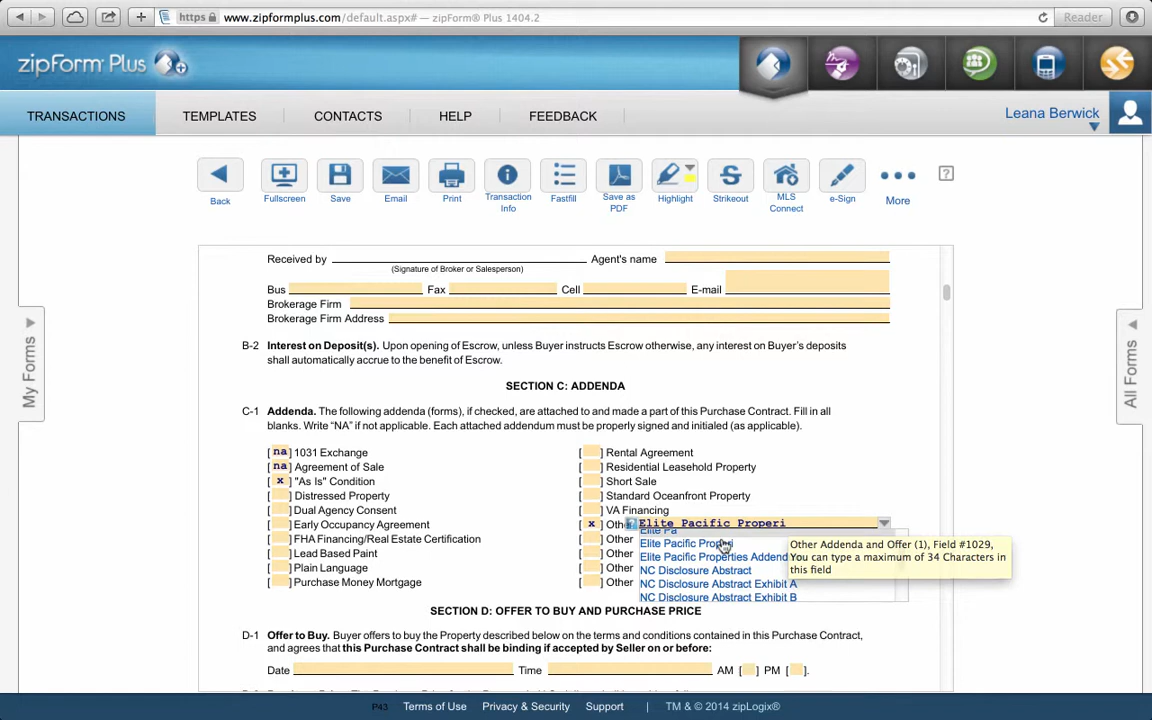 https www.zipformplus.com/default.aspx# — zipForm® Plus 1404.2 Reader
zipForm® Plus
TRANSACTIONS TEMPLATES CONTACTS HELP FEEDBACK Leana Berwick
Back Fullscreen Save Email Print Transaction Info Fastfill Save as PDF Highlight Strikeout MLS Connect e-Sign More ?
My Forms
All Forms
Received by Agent's name
(Signature of Broker or Salesperson)
Bus Fax Cell E-mail
Brokerage Firm
Brokerage Firm Address
B-2 Interest on Deposit(s). Upon opening of Escrow, unless Buyer instructs Escrow otherwise, any interest on Buyer's deposits
shall automatically accrue to the benefit of Escrow.
SECTION C: ADDENDA
C-1 Addenda. The following addenda (forms), if checked, are attached to and made a part of this Purchase Contract. Fill in all
blanks. Write "NA" if not applicable. Each attached addendum must be properly signed and initialed (as applicable).
[na] 1031 Exchange [ ] Rental Agreement
[na] Agreement of Sale [ ] Residential Leasehold Property
[x] "As Is" Condition [ ] Short Sale
[ ] Distressed Property [ ] Standard Oceanfront Property
[ ] Dual Agency Consent [ ] VA Financing
[ ] Early Occupancy Agreement [x] Oth Elite Pacific Properi
[ ] FHA Financing/Real Estate Certification [ ] Other
[ ] Lead Based Paint [ ] Other
[ ] Plain Language [ ] Other
[ ] Purchase Money Mortgage [ ] Other
Elite Pa
Elite Pacific
Elite Pacific Properties Addend
NC Disclosure Abstract
NC Disclosure Abstract Exhibit A
NC Disclosure Abstract Exhibit B
Other Addenda and Offer (1), Field #1029,
You can type a maximum of 34 Characters in
this field
SECTION D: OFFER TO BUY AND PURCHASE PRICE
D-1 Offer to Buy. Buyer offers to buy the Property described below on the terms and conditions contained in this Purchase Contract,
and agrees that this Purchase Contract shall be binding if accepted by Seller on or before:
Date Time AM [ ] PM [ ].
P43 Terms of Use Privacy & Security Support | TM & © 2014 zipLogix®